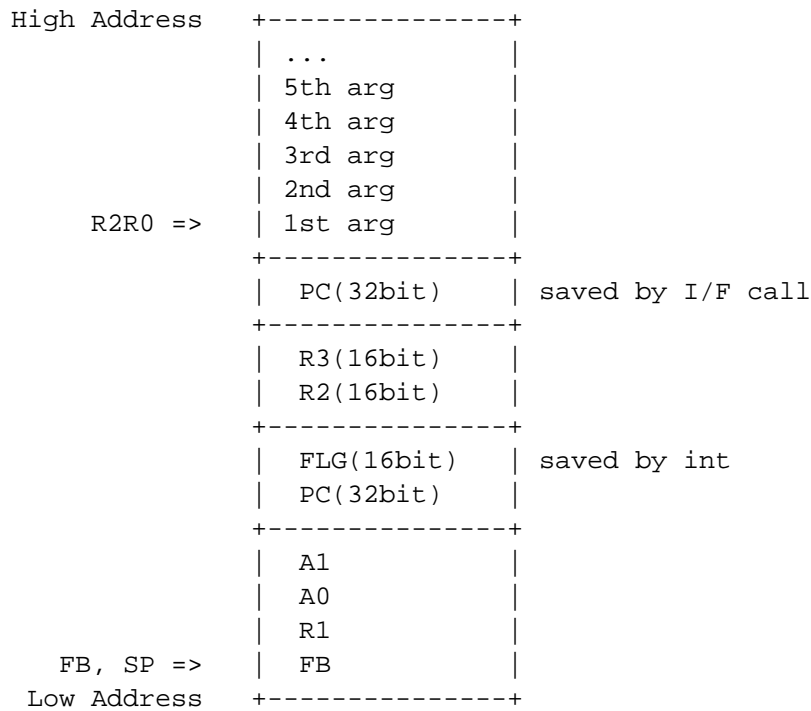 High Address +---------------+
| ... |
| 5th arg |
| 4th arg |
| 3rd arg |
| 2nd arg |
R2R0 => | 1st arg |
+---------------+
| PC(32bit) | saved by I/F call
+---------------+
| R3(16bit) |
| R2(16bit) |
+---------------+
| FLG(16bit) | saved by int
| PC(32bit) |
+---------------+
| A1 |
| A0 |
| R1 |
FB, SP => | FB |
Low Address +---------------+